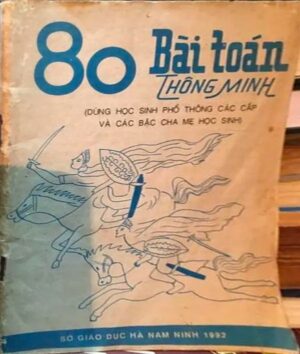 80 Bài toán
THÔNG MINH
(DÙNG HỌC SINH PHỔ THÔNG CÁC CẤP
VÀ CÁC BẬC CHA MẸ HỌC SINH)
SỞ GIÁO DỤC HÀ NAM NINH 1992